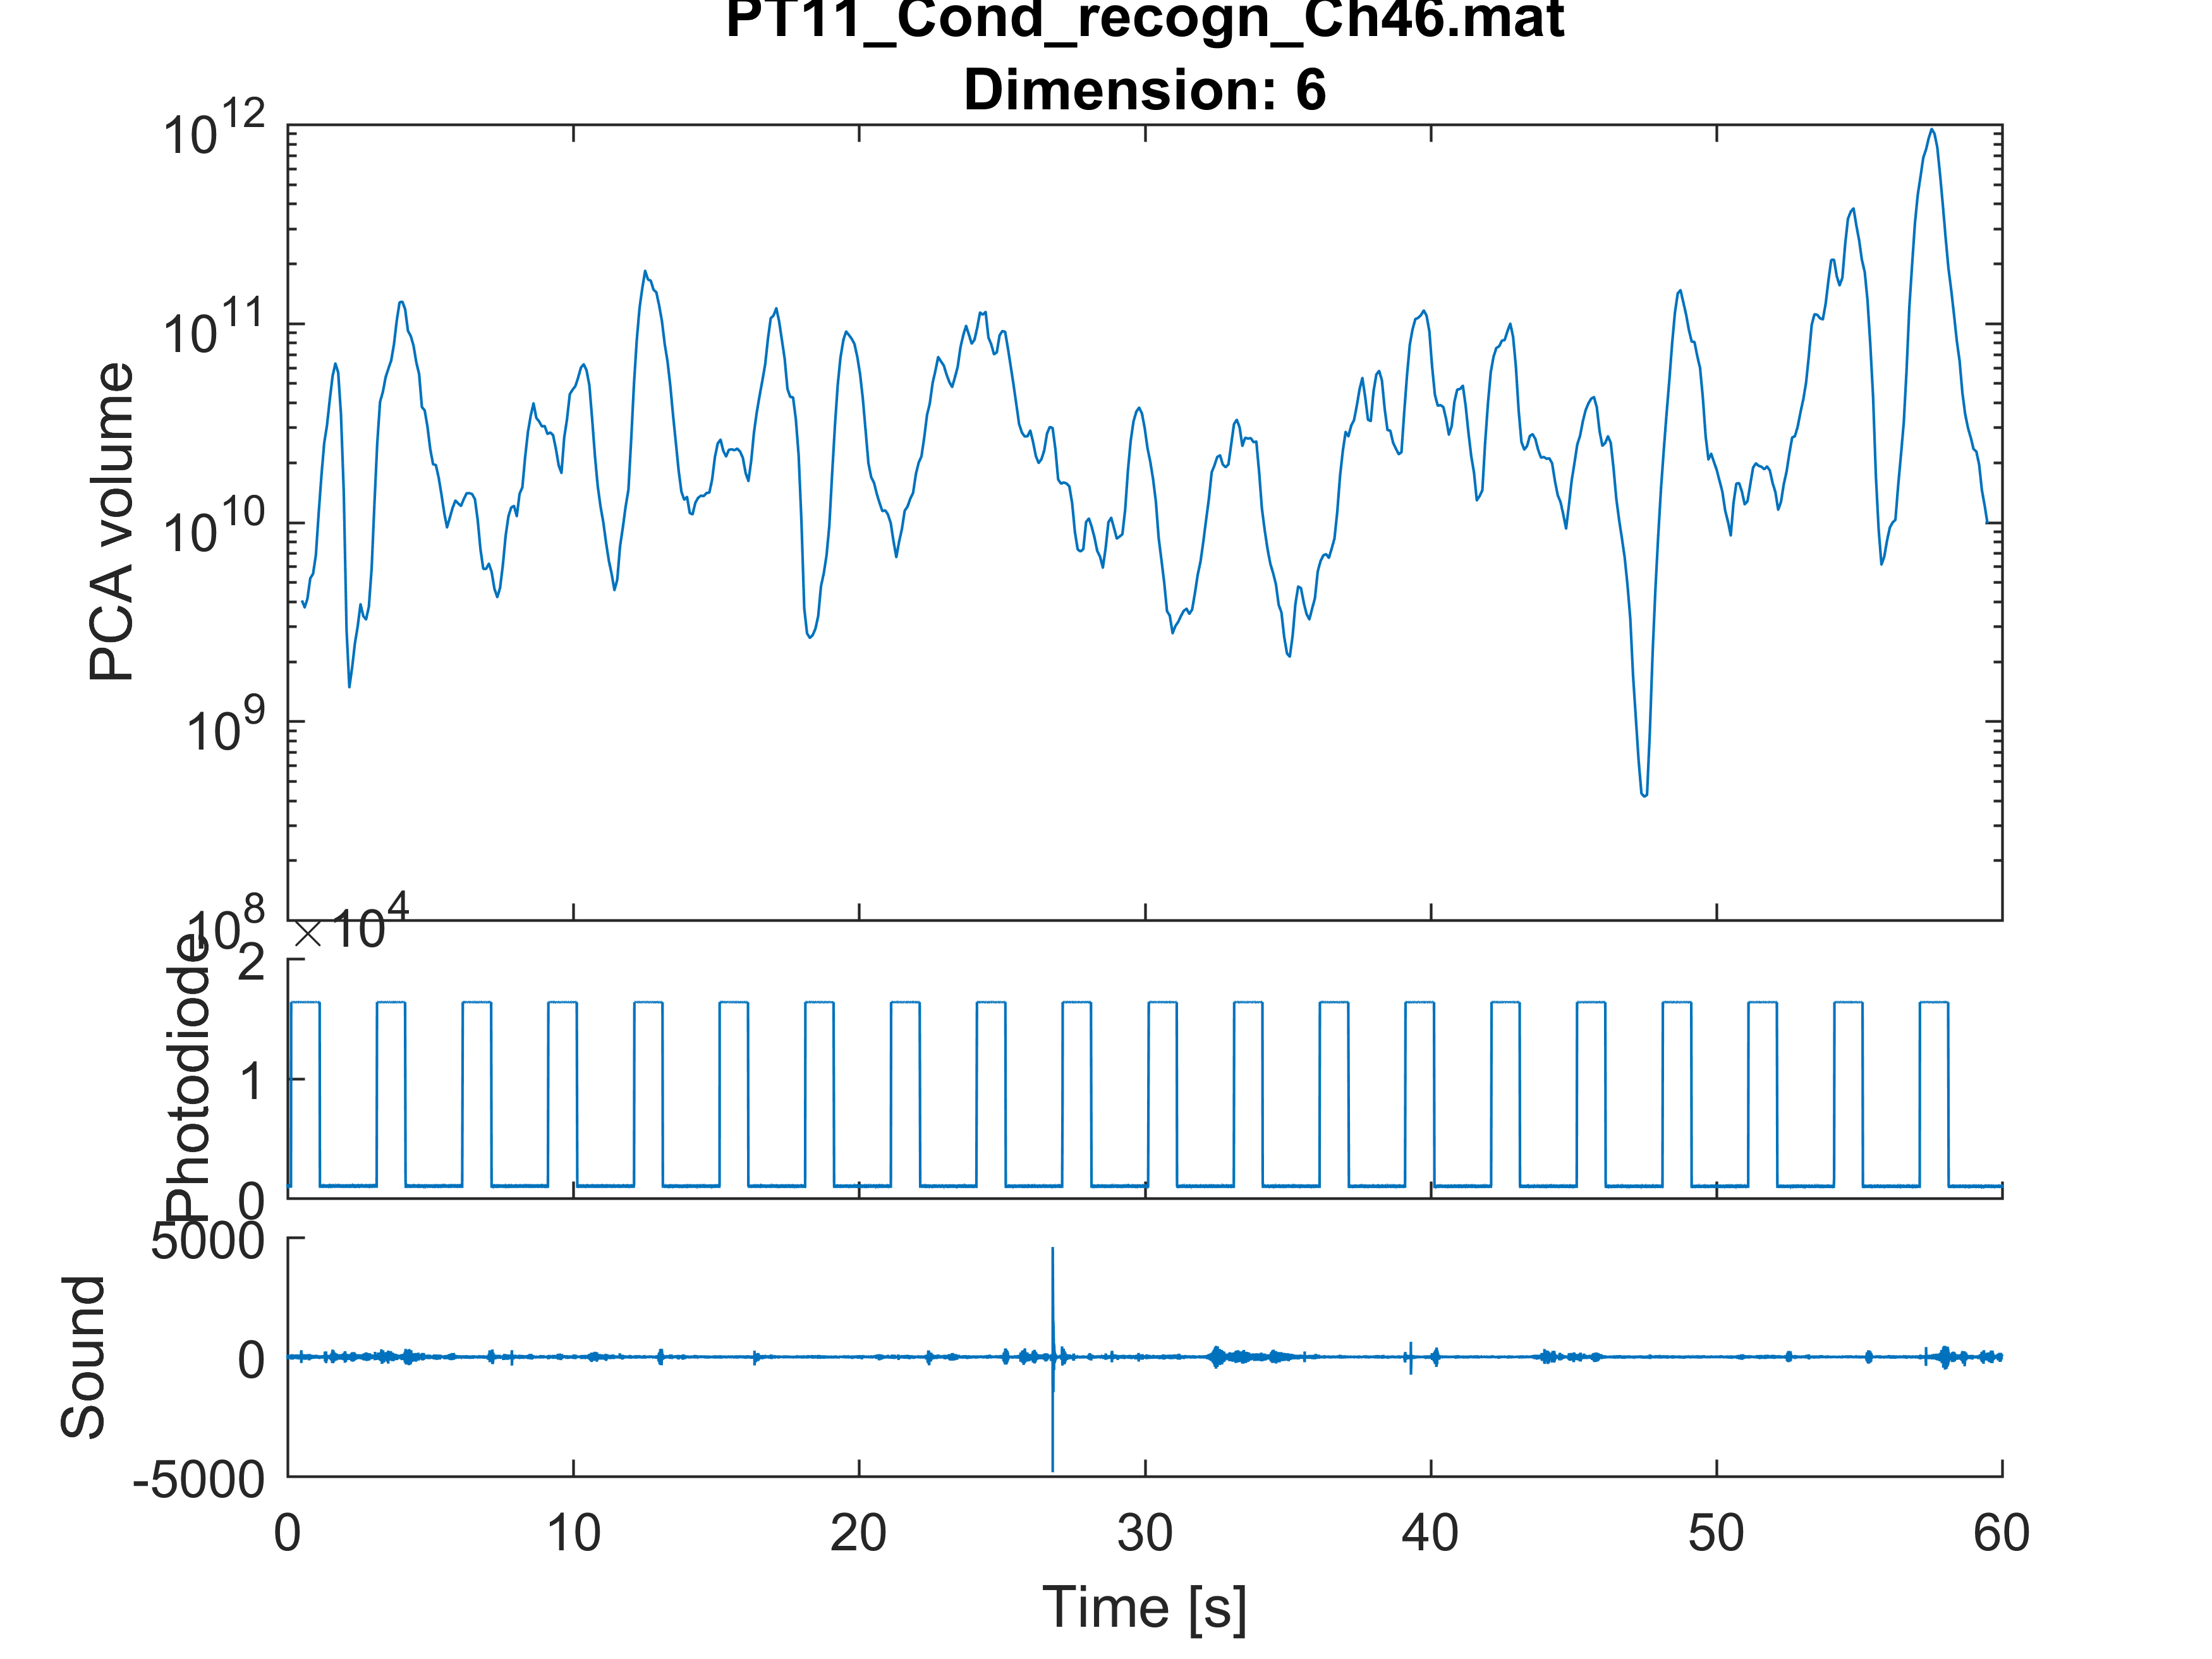 PT11_Cond_recogn_Ch46.mat
Dimension: 6
PCA volume
10^12
10^11
10^10
10^9
10^8
× 10^4
Photodiode
2
1
0
Sound
5000
0
-5000
0 10 20 30 40 50 60
Time [s]